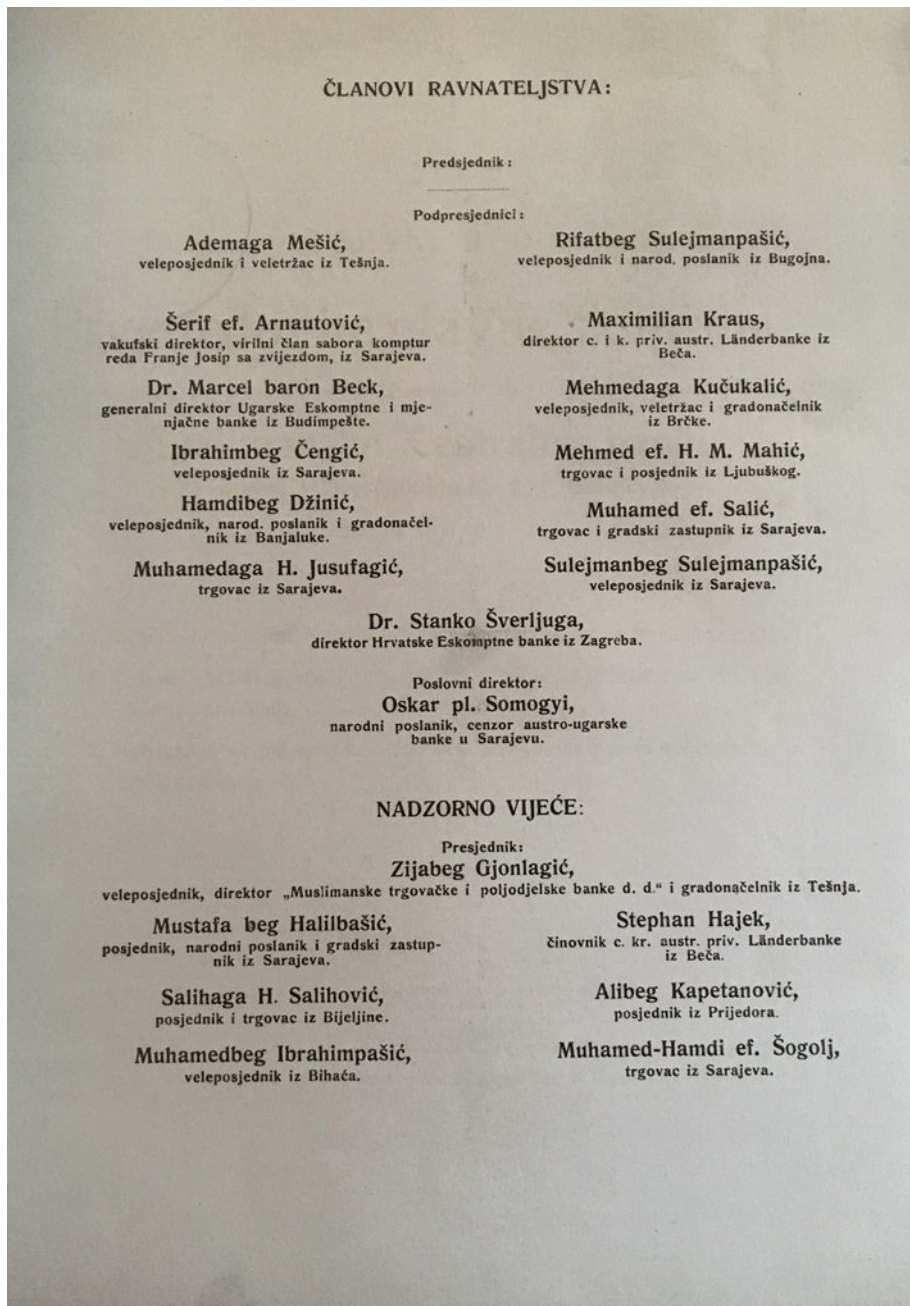 ČLANOVI RAVNATELJSTVA:
Predsjednik:
Podpresjednici:
Ademaga Mešić,
veleposjednik i veletržac iz Tešnja.
Rifatbeg Sulejmanpašić,
veleposjednik i narod. poslanik iz Bugojna.
Šerif ef. Arnautović,
vakufski direktor, virilni član sabora komptur
reda Franje Josip sa zvijezdom, iz Sarajeva.
Maximilian Kraus,
direktor c. i k. priv. austr. Länderbanke iz
Beča.
Dr. Marcel baron Beck,
generalni direktor Ugarske Eskomptne i mje-
njačne banke iz Budimpešte.
Mehmedaga Kučukalić,
veleposjednik, veletržac i gradonačelnik
iz Brčke.
Ibrahimbeg Čengić,
veleposjednik iz Sarajeva.
Mehmed ef. H. M. Mahić,
trgovac i posjednik iz Ljubuškog.
Hamdibeg Džinić,
veleposjednik, narod. poslanik i gradonačel-
nik iz Banjaluke.
Muhamed ef. Salić,
trgovac i gradski zastupnik iz Sarajeva.
Muhamedaga H. Jusufagić,
trgovac iz Sarajeva.
Sulejmanbeg Sulejmanpašić,
veleposjednik iz Sarajeva.
Dr. Stanko Šverljuga,
direktor Hrvatske Eskomptne banke iz Zagreba.
Poslovni direktor:
Oskar pl. Somogyi,
narodni poslanik, cenzor austro-ugarske
banke u Sarajevu.
NADZORNO VIJEĆE:
Presjednik:
Zijabeg Gjonlagić,
veleposjednik, direktor „Muslimanske trgovačke i poljodjelske banke d. d.“ i gradonačelnik iz Tešnja.
Mustafa beg Halilbašić,
posjednik, narodni poslanik i gradski zastup-
nik iz Sarajeva.
Stephan Hajek,
činovnik c. kr. austr. priv. Länderbanke
iz Beča.
Salihaga H. Salihović,
posjednik i trgovac iz Bijeljine.
Alibeg Kapetanović,
posjednik iz Prijedora.
Muhamedbeg Ibrahimpašić,
veleposjednik iz Bihaća.
Muhamed-Hamdi ef. Šogolj,
trgovac iz Sarajeva.